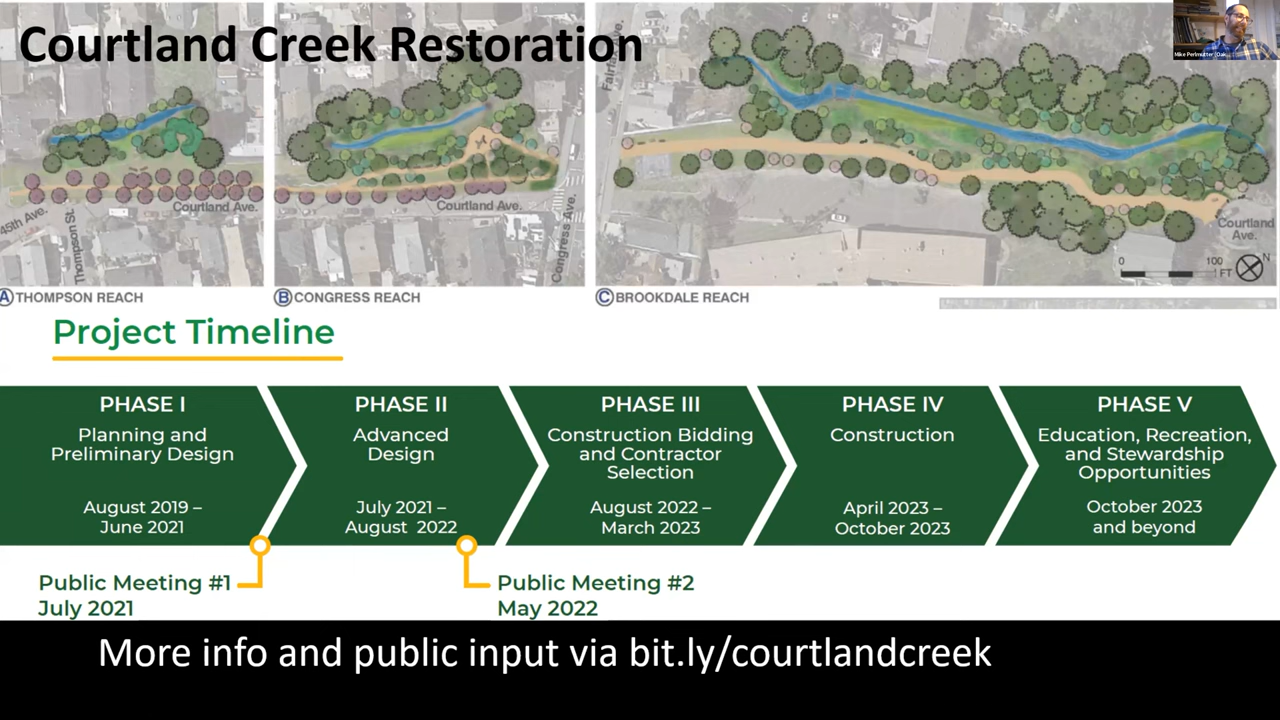 Courtland Creek Restoration
45th Ave.
Thompson St.
Courtland Ave.
Courtland Ave.
Congress Ave.
Courtland
Ave.
0
100
FT
N
A THOMPSON REACH
B CONGRESS REACH
C BROOKDALE REACH
Mike Perlmutter
Project Timeline
PHASE I
Planning and
Preliminary Design
August 2019 –
June 2021
PHASE II
Advanced
Design
July 2021 –
August 2022
PHASE III
Construction Bidding
and Contractor
Selection
August 2022 –
March 2023
PHASE IV
Construction
April 2023 –
October 2023
PHASE V
Education, Recreation,
and Stewardship
Opportunities
October 2023
and beyond
Public Meeting #1
July 2021
Public Meeting #2
May 2022
More info and public input via bit.ly/courtlandcreek